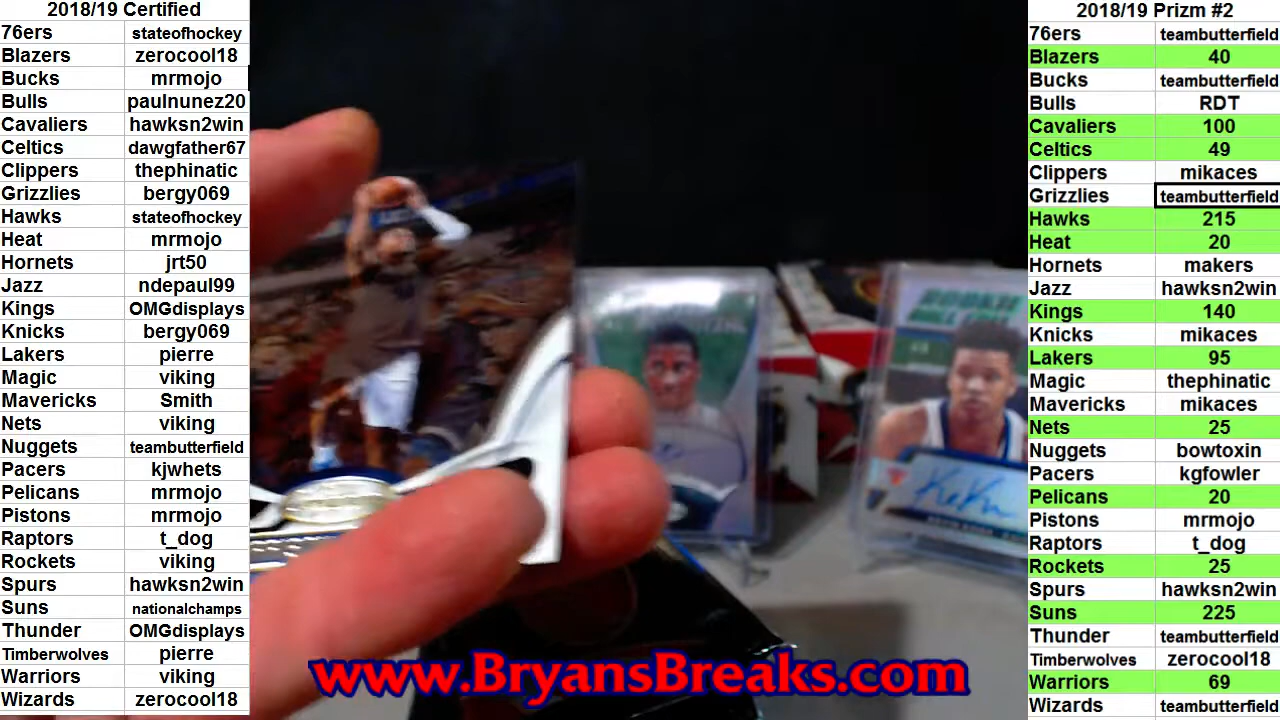 2018/19 Certified
76ers stateofhockey
Blazers zerocool18
Bucks mrmojo
Bulls paulnunez20
Cavaliers hawksn2win
Celtics dawgfather67
Clippers thephinatic
Grizzlies bergy069
Hawks stateofhockey
Heat mrmojo
Hornets jrt50
Jazz ndepaul99
Kings OMGdisplays
Knicks bergy069
Lakers pierre
Magic viking
Mavericks Smith
Nets viking
Nuggets teambutterfield
Pacers kjwhets
Pelicans mrmojo
Pistons mrmojo
Raptors t_dog
Rockets viking
Spurs hawksn2win
Suns nationalchamps
Thunder OMGdisplays
Timberwolves pierre
Warriors viking
Wizards zerocool18
www.BryansBreaks.com
2018/19 Prizm #2
76ers teambutterfield
Blazers 40
Bucks teambutterfield
Bulls RDT
Cavaliers 100
Celtics 49
Clippers mikaces
Grizzlies teambutterfield
Hawks 215
Heat 20
Hornets makers
Jazz hawksn2win
Kings 140
Knicks mikaces
Lakers 95
Magic thephinatic
Mavericks mikaces
Nets 25
Nuggets bowtoxin
Pacers kgfowler
Pelicans 20
Pistons mrmojo
Raptors t_dog
Rockets 25
Spurs hawksn2win
Suns 225
Thunder teambutterfield
Timberwolves zerocool18
Warriors 69
Wizards teambutterfield